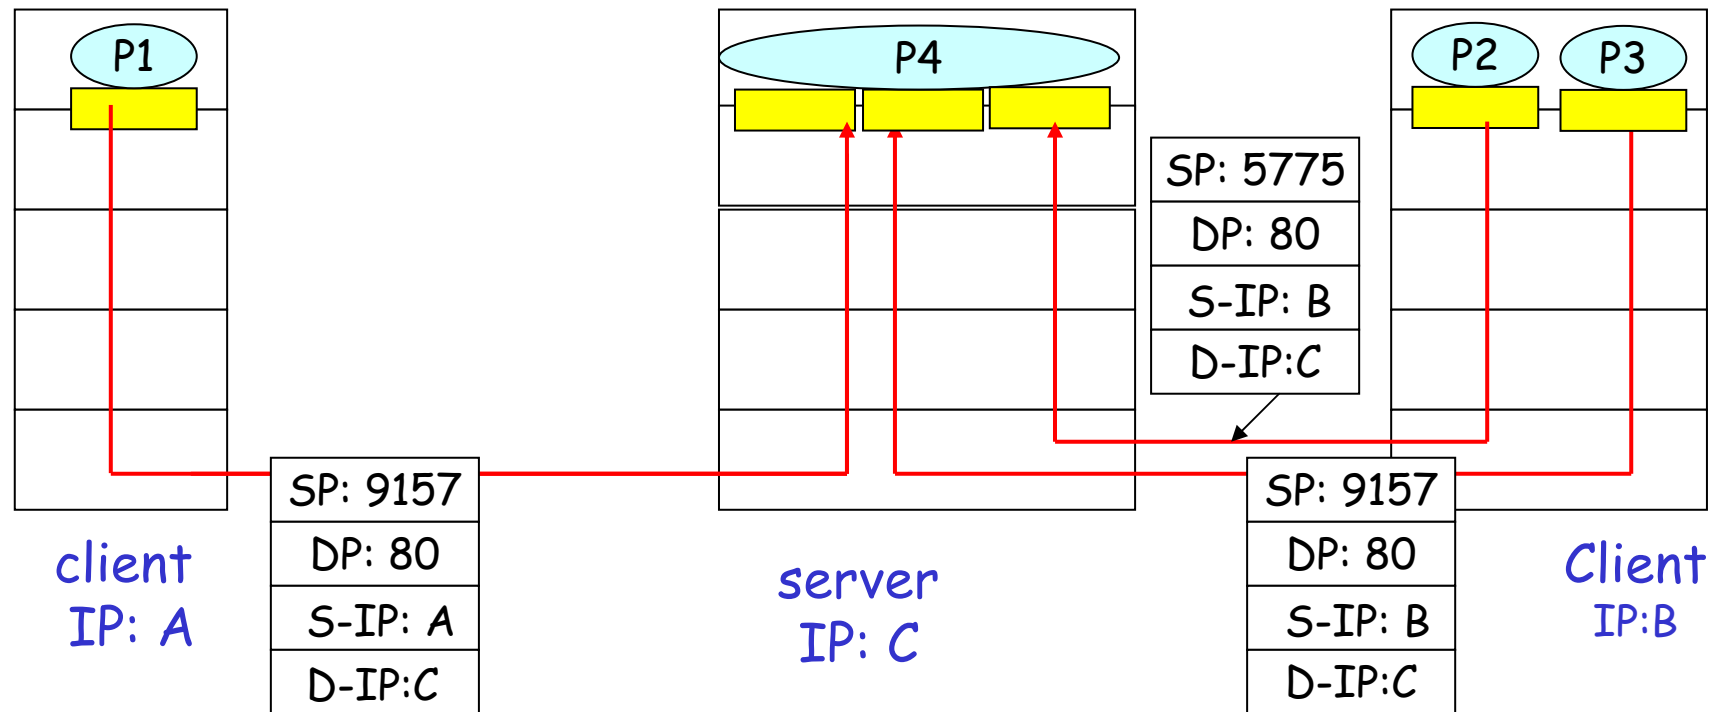 P1
P4
P2
P3
SP: 5775
DP: 80
S-IP: B
D-IP:C
SP: 9157
DP: 80
S-IP: A
D-IP:C
SP: 9157
DP: 80
S-IP: B
D-IP:C
client
IP: A
server
IP: C
Client
IP:B